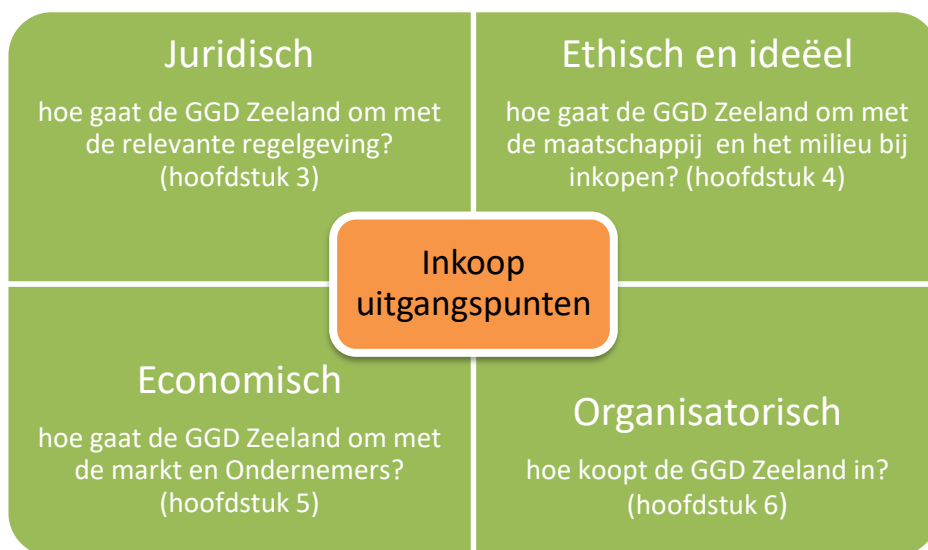 Juridisch
hoe gaat de GGD Zeeland om met
de relevante regelgeving?
(hoofdstuk 3)
Ethisch en ideëel
hoe gaat de GGD Zeeland om met
de maatschappij en het milieu bij
inkopen? (hoofdstuk 4)
Inkoop
uitgangspunten
Economisch
hoe gaat de GGD Zeeland om met
de markt en Ondernemers?
(hoofdstuk 5)
Organisatorisch
hoe koopt de GGD Zeeland in?
(hoofdstuk 6)